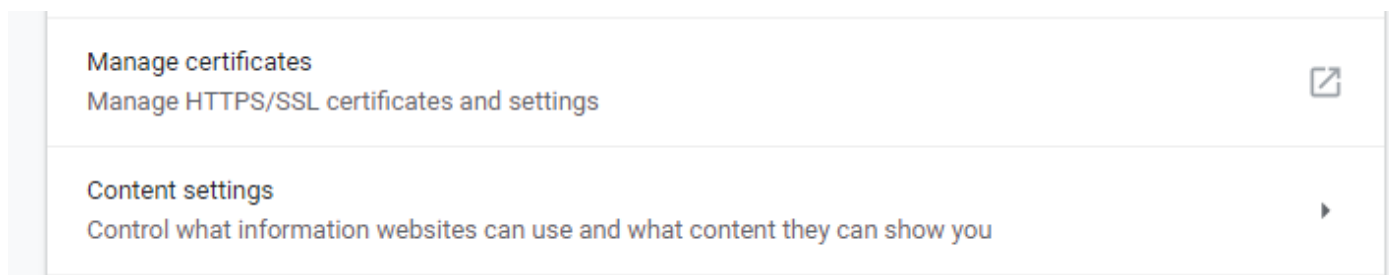 Manage certificates
Manage HTTPS/SSL certificates and settings
Content settings
Control what information websites can use and what content they can show you